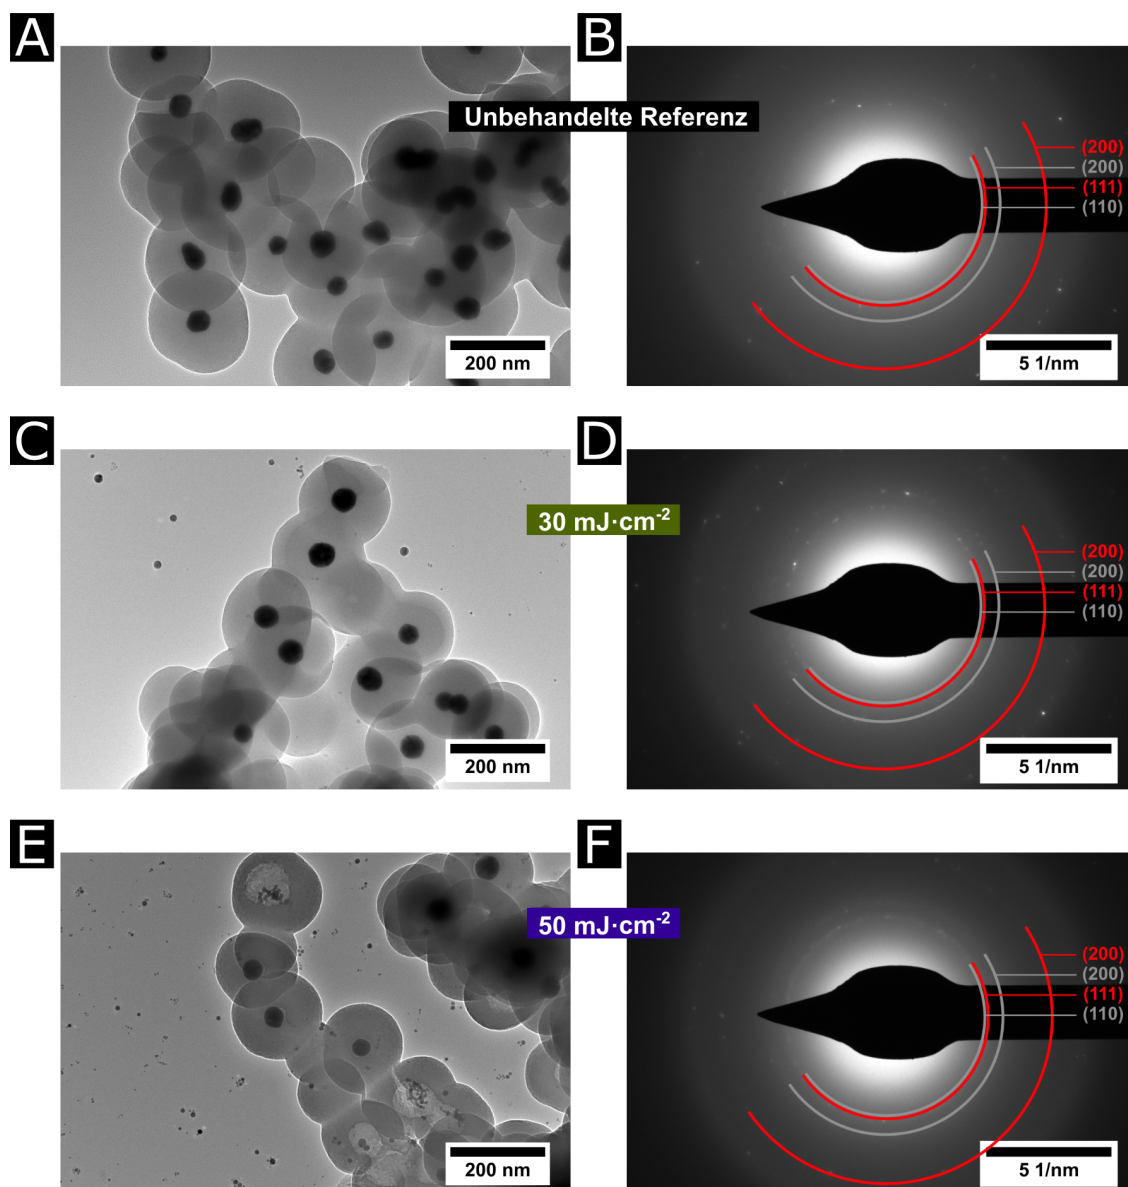 A
B
Unbehandelte Referenz
(200)
(200)
(111)
(110)
200 nm
5 1/nm
C
D
30 mJ·cm⁻²
(200)
(200)
(111)
(110)
200 nm
5 1/nm
E
F
50 mJ·cm⁻²
(200)
(200)
(111)
(110)
200 nm
5 1/nm